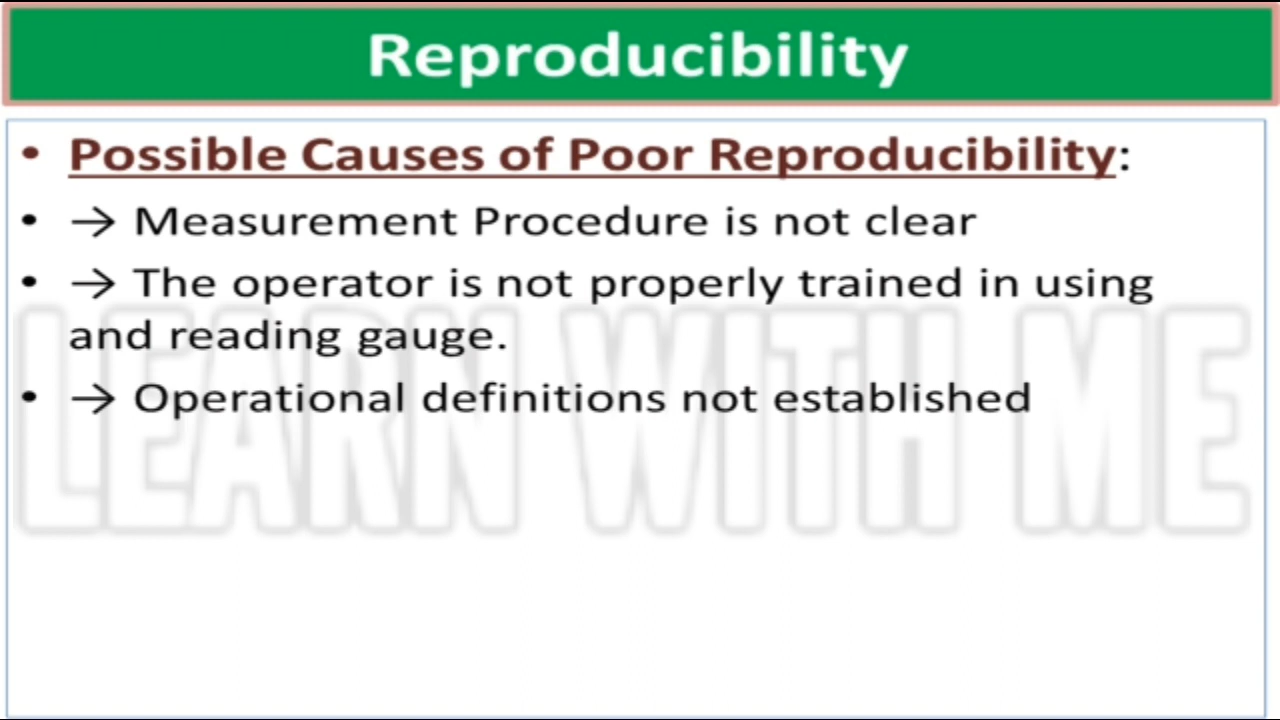 Reproducibility
• Possible Causes of Poor Reproducibility:
• → Measurement Procedure is not clear
• → The operator is not properly trained in using
and reading gauge.
• → Operational definitions not established
LEARN WITH ME